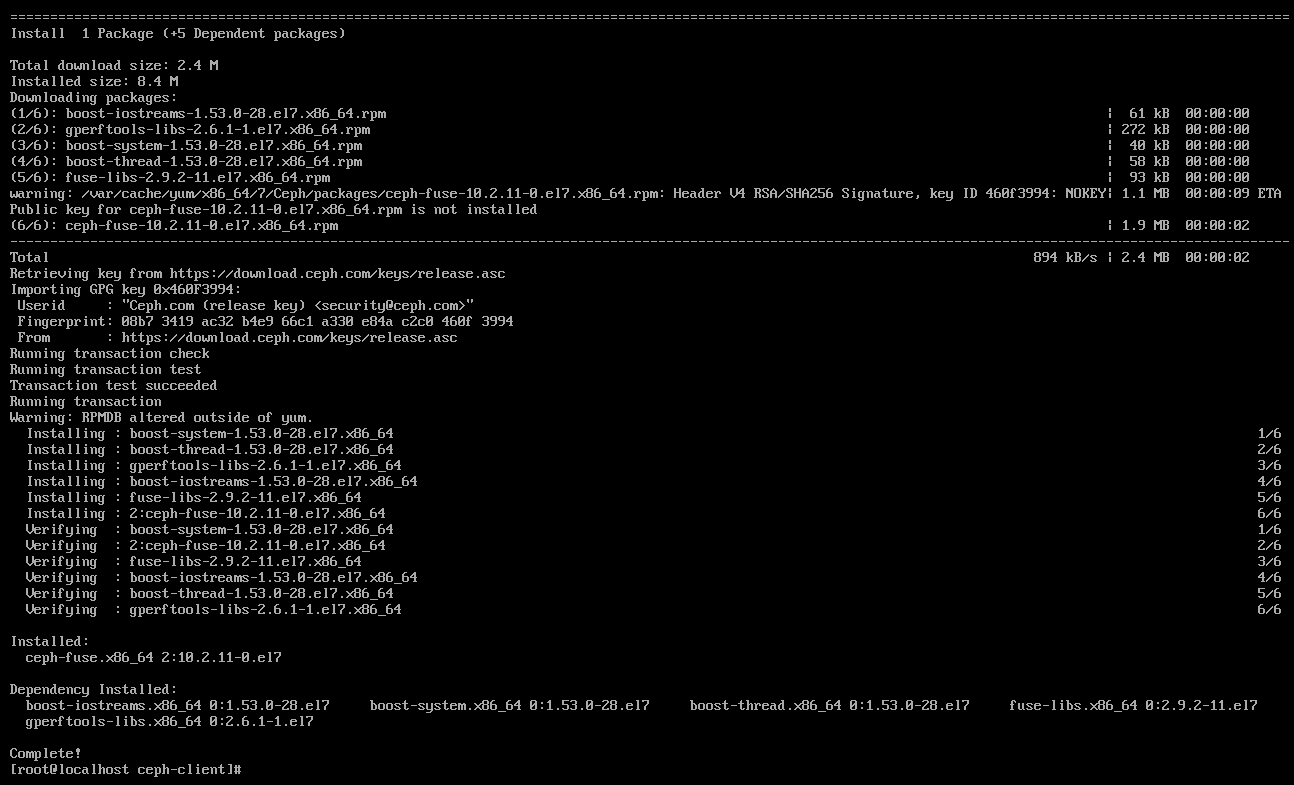 ================================================================================================================================================================
Install  1 Package (+5 Dependent packages)

Total download size: 2.4 M
Installed size: 8.4 M
Downloading packages:
(1/6): boost-iostreams-1.53.0-28.el7.x86_64.rpm                                                                                          |  61 kB  00:00:00
(2/6): gperftools-libs-2.6.1-1.el7.x86_64.rpm                                                                                            | 272 kB  00:00:00
(3/6): boost-system-1.53.0-28.el7.x86_64.rpm                                                                                             |  40 kB  00:00:00
(4/6): boost-thread-1.53.0-28.el7.x86_64.rpm                                                                                             |  58 kB  00:00:00
(5/6): fuse-libs-2.9.2-11.el7.x86_64.rpm                                                                                                 |  93 kB  00:00:00
warning: /var/cache/yum/x86_64/7/Ceph/packages/ceph-fuse-10.2.11-0.el7.x86_64.rpm: Header V4 RSA/SHA256 Signature, key ID 460f3994: NOKEY| 1.1 MB  00:00:09 ETA
Public key for ceph-fuse-10.2.11-0.el7.x86_64.rpm is not installed
(6/6): ceph-fuse-10.2.11-0.el7.x86_64.rpm                                                                                                | 1.9 MB  00:00:02
----------------------------------------------------------------------------------------------------------------------------------------------------------------
Total                                                                                                                           894 kB/s | 2.4 MB  00:00:02
Retrieving key from https://download.ceph.com/keys/release.asc
Importing GPG key 0x460F3994:
 Userid     : "Ceph.com (release key) <security@ceph.com>"
 Fingerprint: 08b7 3419 ac32 b4e9 66c1 a330 e84a c2c0 460f 3994
 From       : https://download.ceph.com/keys/release.asc
Running transaction check
Running transaction test
Transaction test succeeded
Running transaction
Warning: RPMDB altered outside of yum.
  Installing : boost-system-1.53.0-28.el7.x86_64                                                                                                            1/6
  Installing : boost-thread-1.53.0-28.el7.x86_64                                                                                                            2/6
  Installing : gperftools-libs-2.6.1-1.el7.x86_64                                                                                                           3/6
  Installing : boost-iostreams-1.53.0-28.el7.x86_64                                                                                                         4/6
  Installing : fuse-libs-2.9.2-11.el7.x86_64                                                                                                                5/6
  Installing : 2:ceph-fuse-10.2.11-0.el7.x86_64                                                                                                             6/6
  Verifying  : boost-system-1.53.0-28.el7.x86_64                                                                                                            1/6
  Verifying  : 2:ceph-fuse-10.2.11-0.el7.x86_64                                                                                                             2/6
  Verifying  : fuse-libs-2.9.2-11.el7.x86_64                                                                                                                3/6
  Verifying  : boost-iostreams-1.53.0-28.el7.x86_64                                                                                                         4/6
  Verifying  : boost-thread-1.53.0-28.el7.x86_64                                                                                                            5/6
  Verifying  : gperftools-libs-2.6.1-1.el7.x86_64                                                                                                           6/6

Installed:
  ceph-fuse.x86_64 2:10.2.11-0.el7

Dependency Installed:
  boost-iostreams.x86_64 0:1.53.0-28.el7     boost-system.x86_64 0:1.53.0-28.el7     boost-thread.x86_64 0:1.53.0-28.el7     fuse-libs.x86_64 0:2.9.2-11.el7
  gperftools-libs.x86_64 0:2.6.1-1.el7

Complete!
[root@localhost ceph-client]#